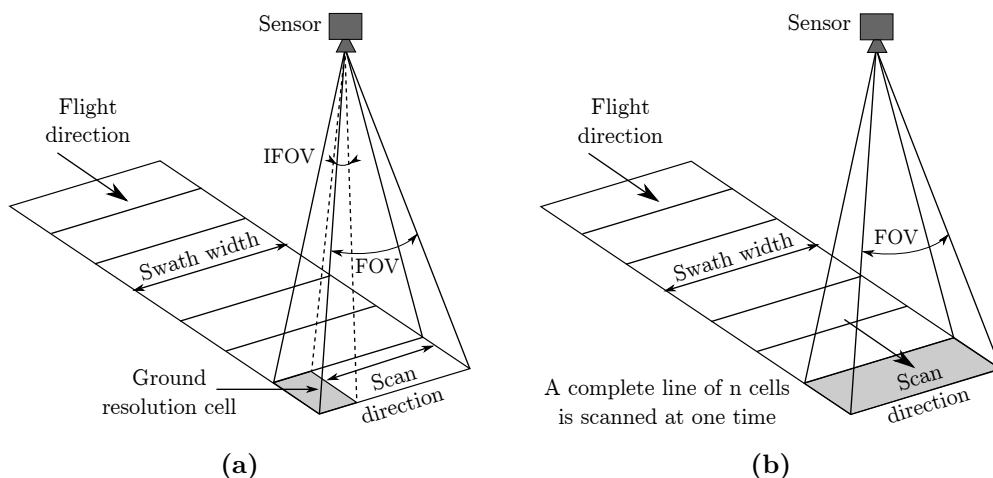 Sensor
Flight
direction
IFOV
Swath width
FOV
Ground
resolution cell
Scan
direction
(a)
Sensor
Flight
direction
FOV
Swath width
A complete line of n cells
is scanned at one time
Scan
direction
(b)